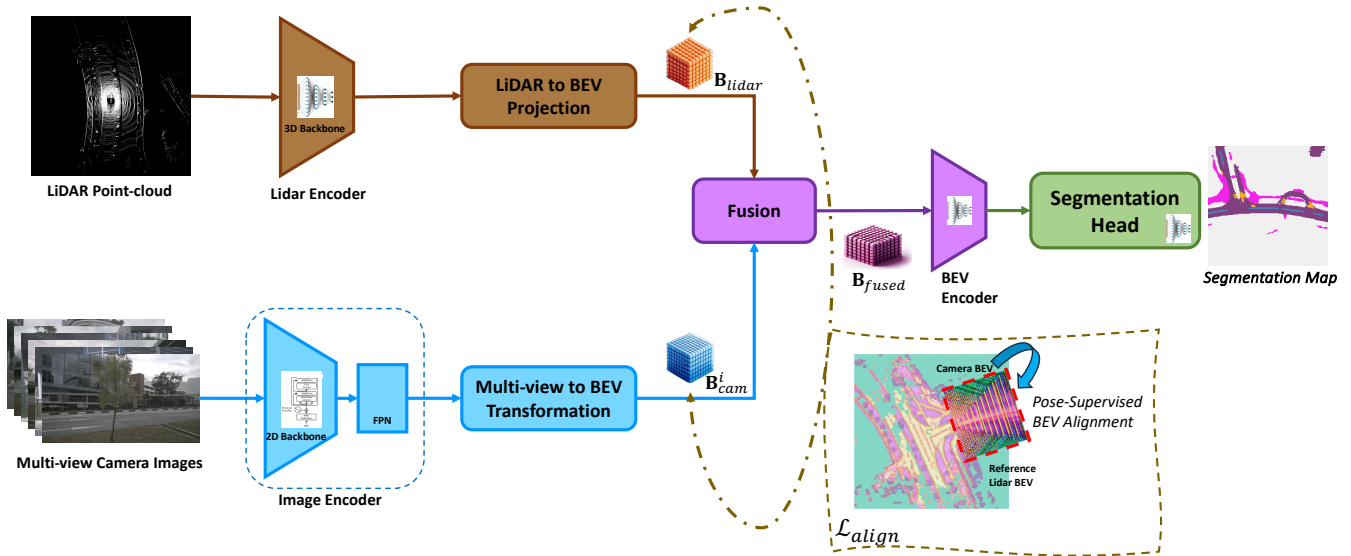 LiDAR Point-cloud
3D Backbone
Lidar Encoder
LiDAR to BEV
Projection
B_lidar
Fusion
B_fused
BEV
Encoder
Segmentation
Head
Segmentation Map
Multi-view Camera Images
2D Backbone
FPN
Image Encoder
Multi-view to BEV
Transformation
B^i_cam
Camera BEV
Pose-Supervised
BEV Alignment
Reference
Lidar BEV
ℒ_align